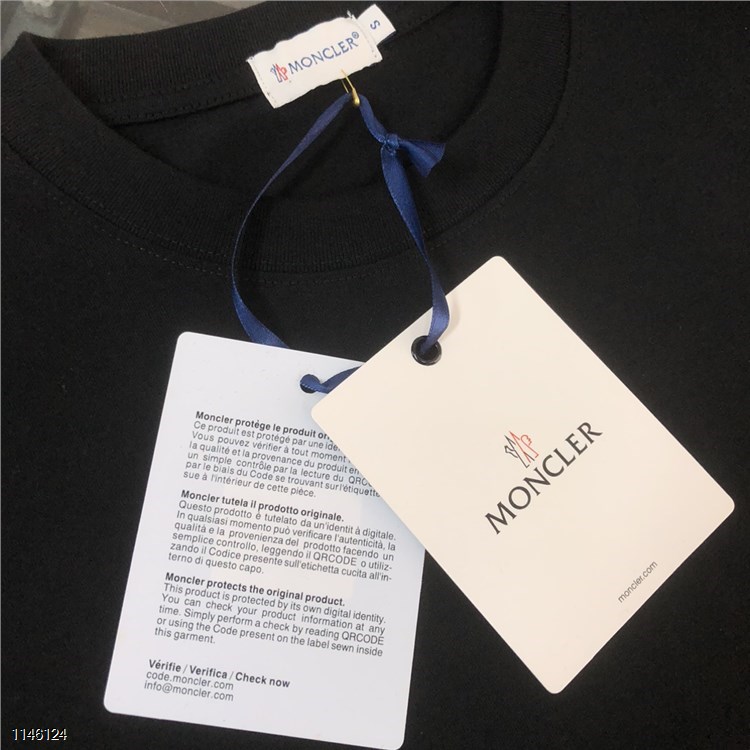 MONCLER®
S
Moncler protège le produit
Ce produit est protégé par une
Vous pouvez vérifier à tout moment
la qualité et la provenance du produit en
un simple contrôle par la lecture du
par le biais du Code se trouvant sur l'étiquette
sue à l'intérieur de cette pièce.
Moncler tutela il prodotto originale.
Questo prodotto è tutelato da un'identit à digitale.
In qualsiasi momento può verificare l'autenticità, la
qualità e la provenienza del prodotto facendo un
semplice controllo, leggendo il QRCODE o utiliz-
zando il Codice presente sull'etichetta cucita all'in-
terno di questo capo.
Moncler protects the original product.
This product is protected by its own digital identity.
You can check your product information at any
time. Simply perform a check by reading QRCODE
or using the Code present on the label sewn inside
this garment.
Vérifie / Verifica / Check now
code.moncler.com
info@moncler.com
MONCLER
moncler.com
1146124